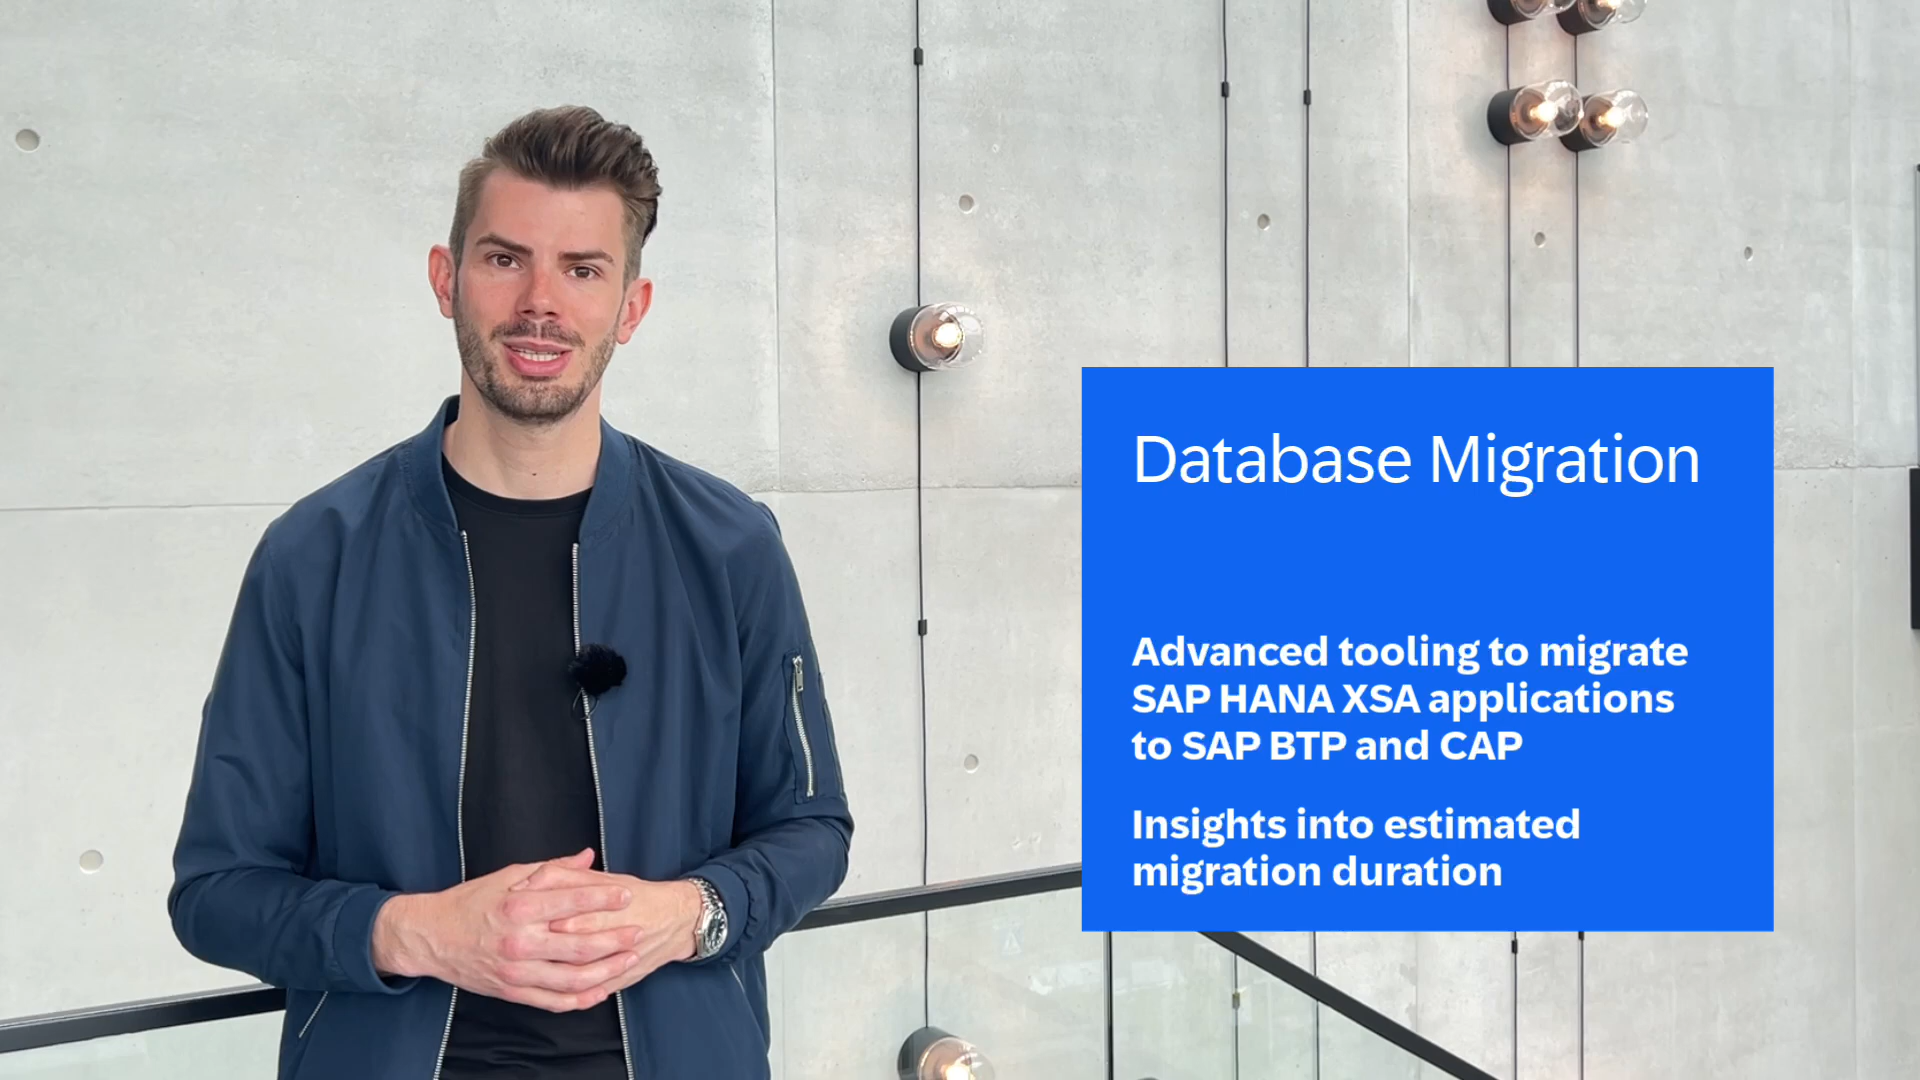 Database Migration
Advanced tooling to migrate
SAP HANA XSA applications
to SAP BTP and CAP
Insights into estimated
migration duration